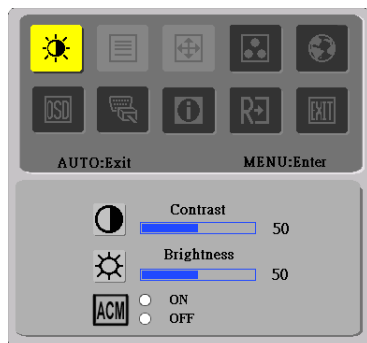 OSD R EXIT
AUTO:Exit MENU:Enter
Contrast
50
Brightness
50
ACM ON
OFF